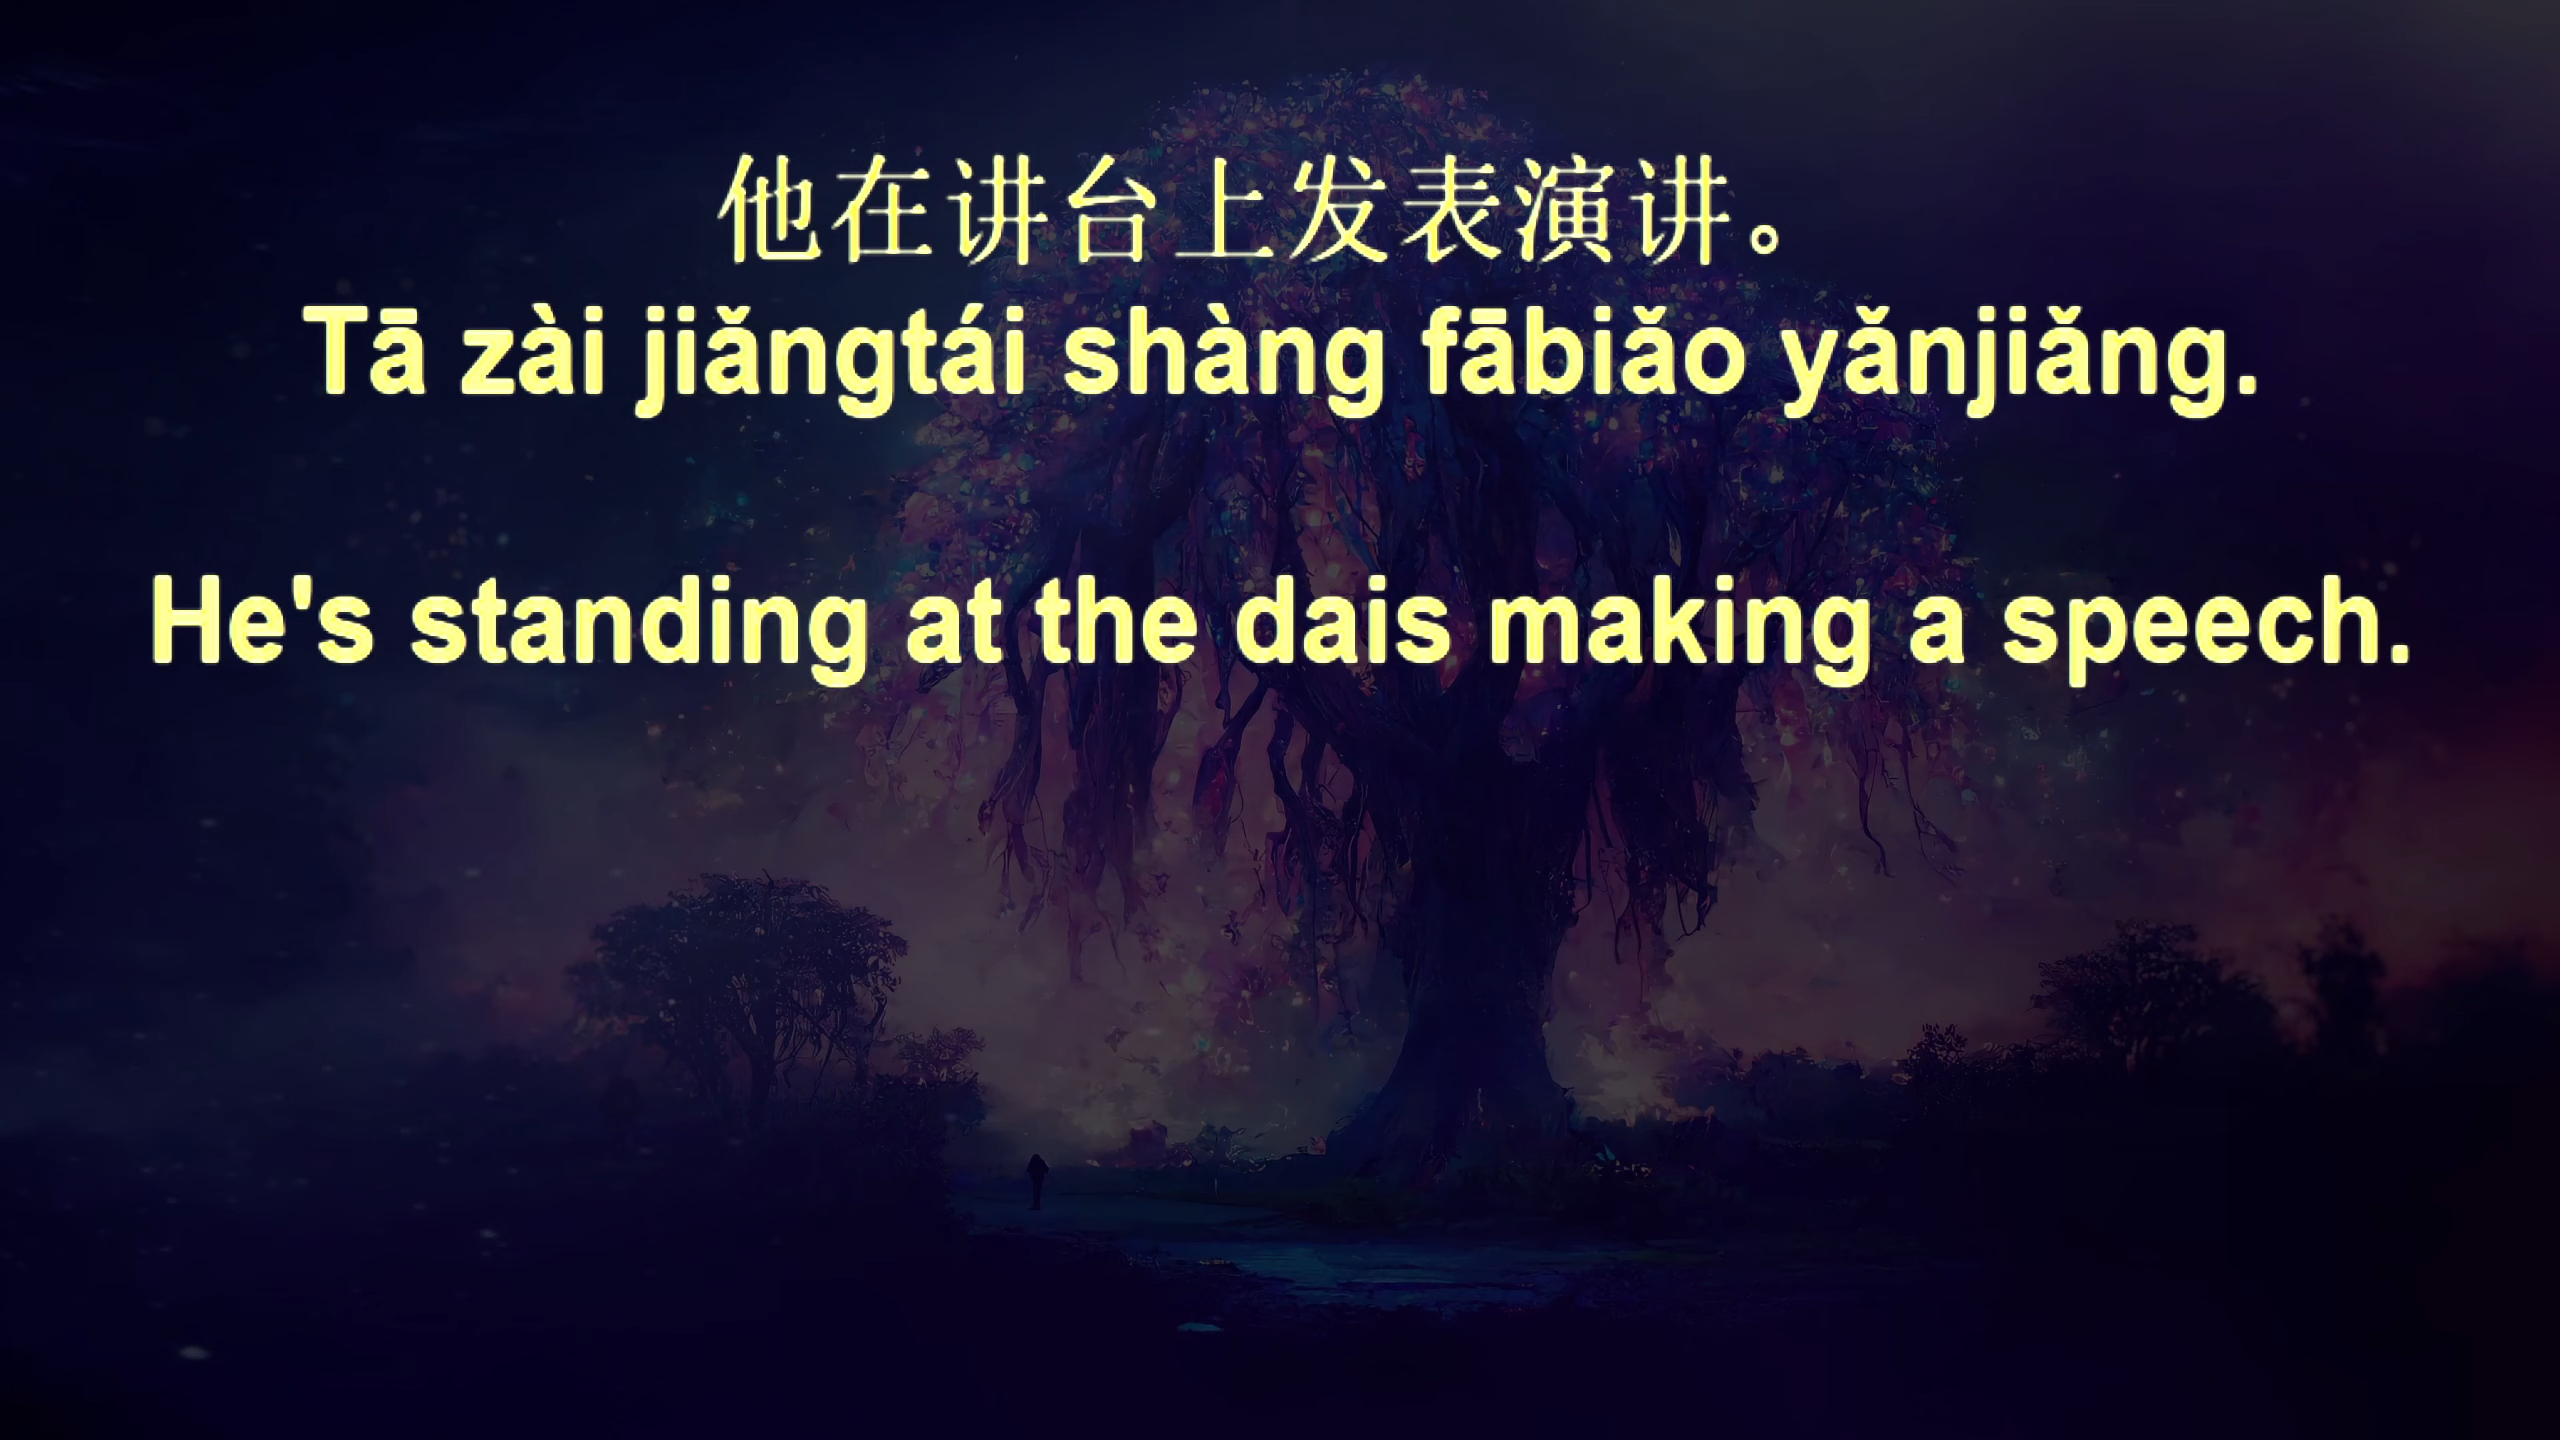 他在讲台上发表演讲。
Tā zài jiǎngtái shàng fābiǎo yǎnjiǎng.
He's standing at the dais making a speech.